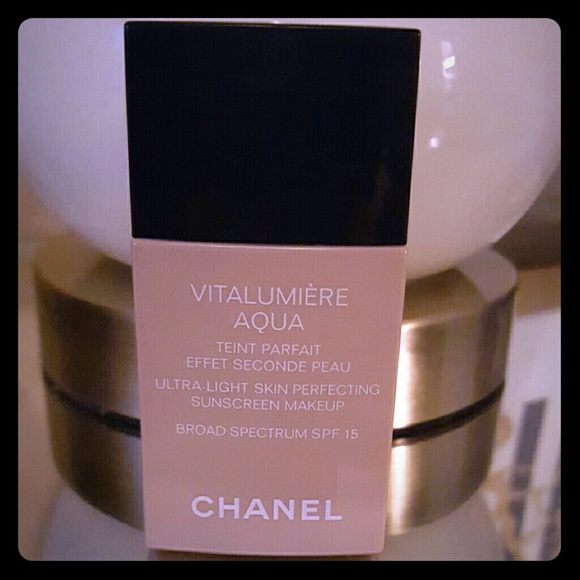 VITALUMIÈRE
AQUA
TEINT PARFAIT
EFFET SECONDE PEAU
ULTRA-LIGHT SKIN PERFECTING
SUNSCREEN MAKEUP
BROAD SPECTRUM SPF 15
CHANEL